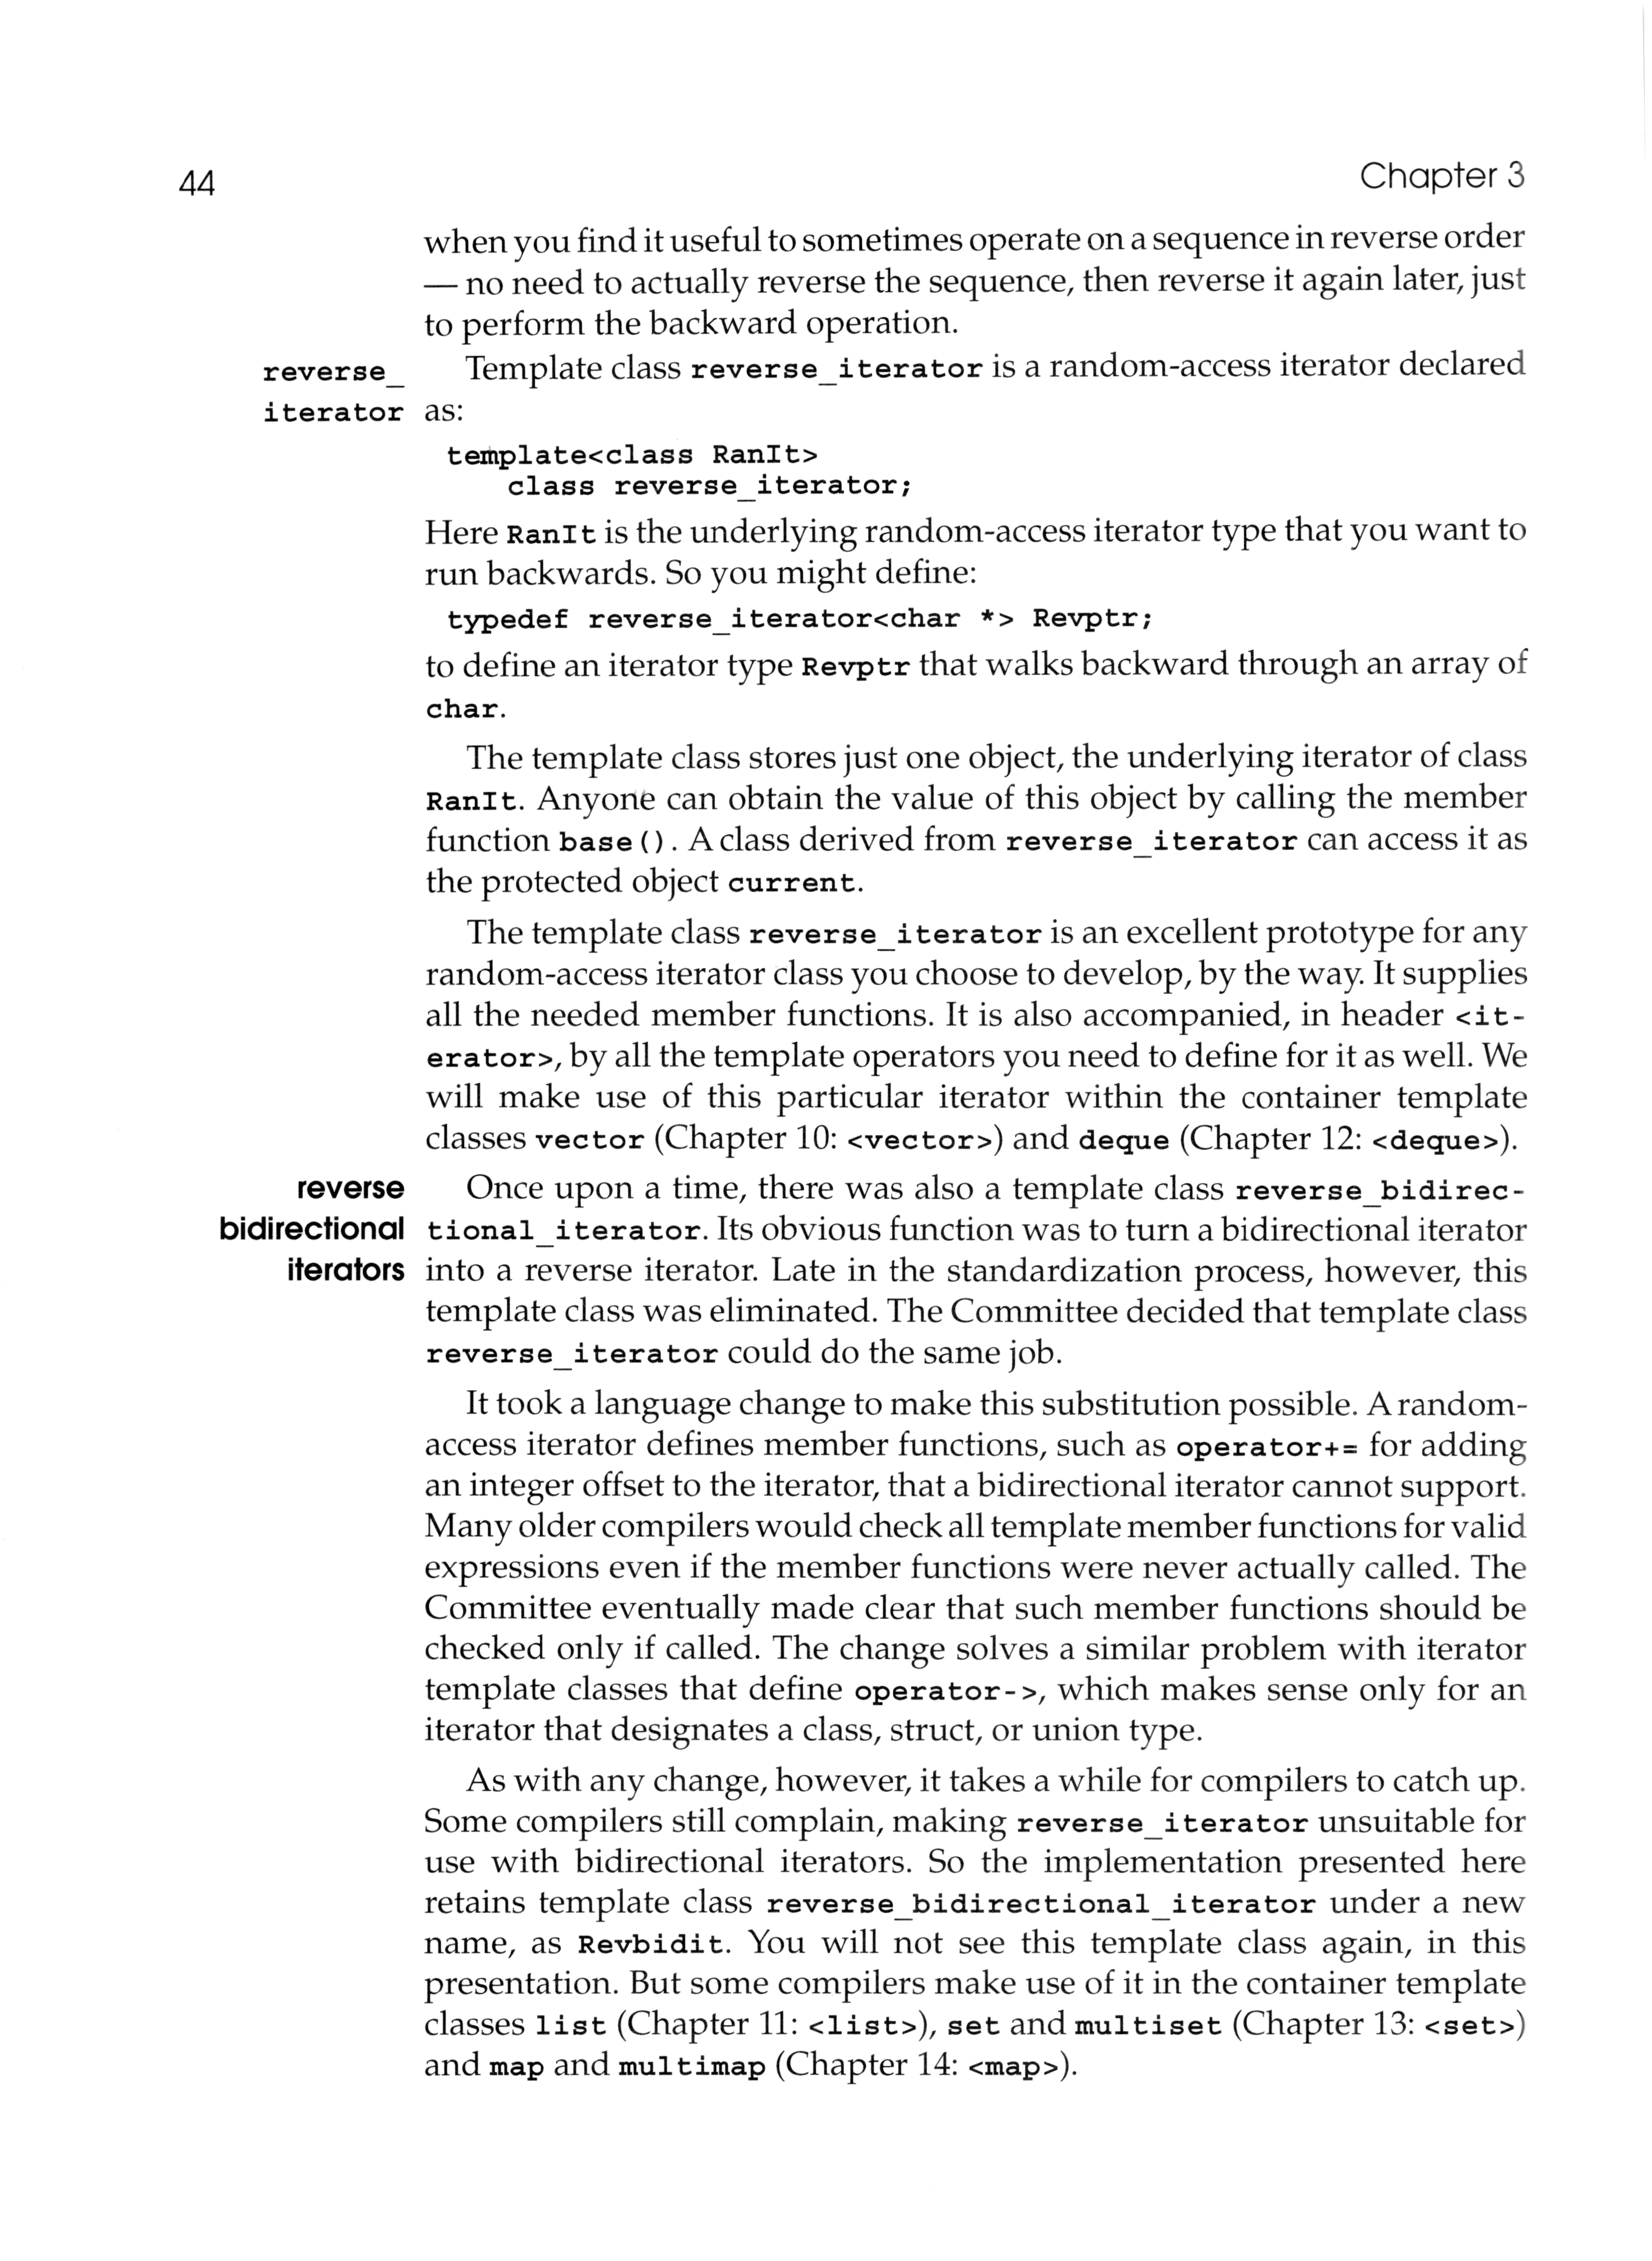 44
Chapter 3
when you find it useful to sometimes operate on a sequence in reverse order
— no need to actually reverse the sequence, then reverse it again later, just
to perform the backward operation.
reverse_
iterator
Template class reverse_iterator is a random-access iterator declared
as:
template<class RanIt>
class reverse_iterator;
Here RanIt is the underlying random-access iterator type that you want to
run backwards. So you might define:
typedef reverse_iterator<char *> Revptr;
to define an iterator type Revptr that walks backward through an array of
char.
The template class stores just one object, the underlying iterator of class
RanIt. Anyone can obtain the value of this object by calling the member
function base(). A class derived from reverse_iterator can access it as
the protected object current.
The template class reverse_iterator is an excellent prototype for any
random-access iterator class you choose to develop, by the way. It supplies
all the needed member functions. It is also accompanied, in header <it-
erator>, by all the template operators you need to define for it as well. We
will make use of this particular iterator within the container template
classes vector (Chapter 10: <vector>) and deque (Chapter 12: <deque>).
reverse
bidirectional
iterators
Once upon a time, there was also a template class reverse_bidirec-
tional_iterator. Its obvious function was to turn a bidirectional iterator
into a reverse iterator. Late in the standardization process, however, this
template class was eliminated. The Committee decided that template class
reverse_iterator could do the same job.
It took a language change to make this substitution possible. A random-
access iterator defines member functions, such as operator+= for adding
an integer offset to the iterator, that a bidirectional iterator cannot support.
Many older compilers would check all template member functions for valid
expressions even if the member functions were never actually called. The
Committee eventually made clear that such member functions should be
checked only if called. The change solves a similar problem with iterator
template classes that define operator->, which makes sense only for an
iterator that designates a class, struct, or union type.
As with any change, however, it takes a while for compilers to catch up.
Some compilers still complain, making reverse_iterator unsuitable for
use with bidirectional iterators. So the implementation presented here
retains template class reverse_bidirectional_iterator under a new
name, as Revbidit. You will not see this template class again, in this
presentation. But some compilers make use of it in the container template
classes list (Chapter 11: <list>), set and multiset (Chapter 13: <set>)
and map and multimap (Chapter 14: <map>).